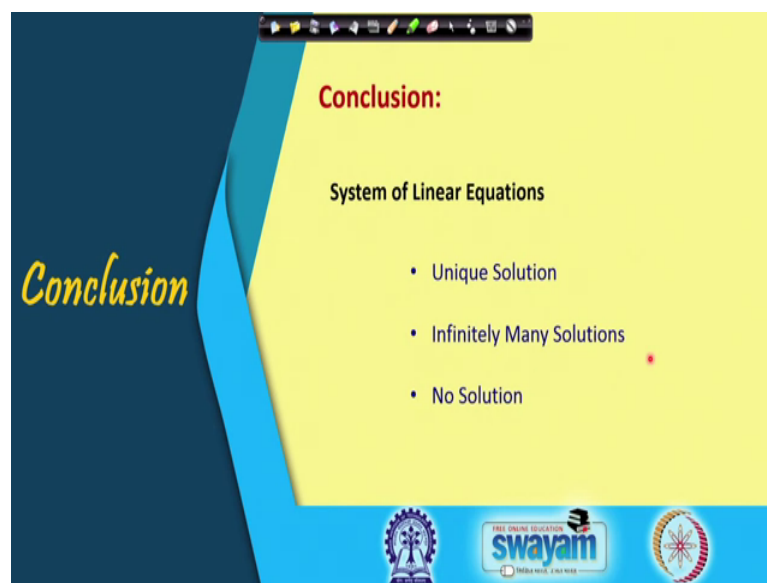 Conclusion
Conclusion:
System of Linear Equations
• Unique Solution
• Infinitely Many Solutions
• No Solution
FREE ONLINE EDUCATION
swayam